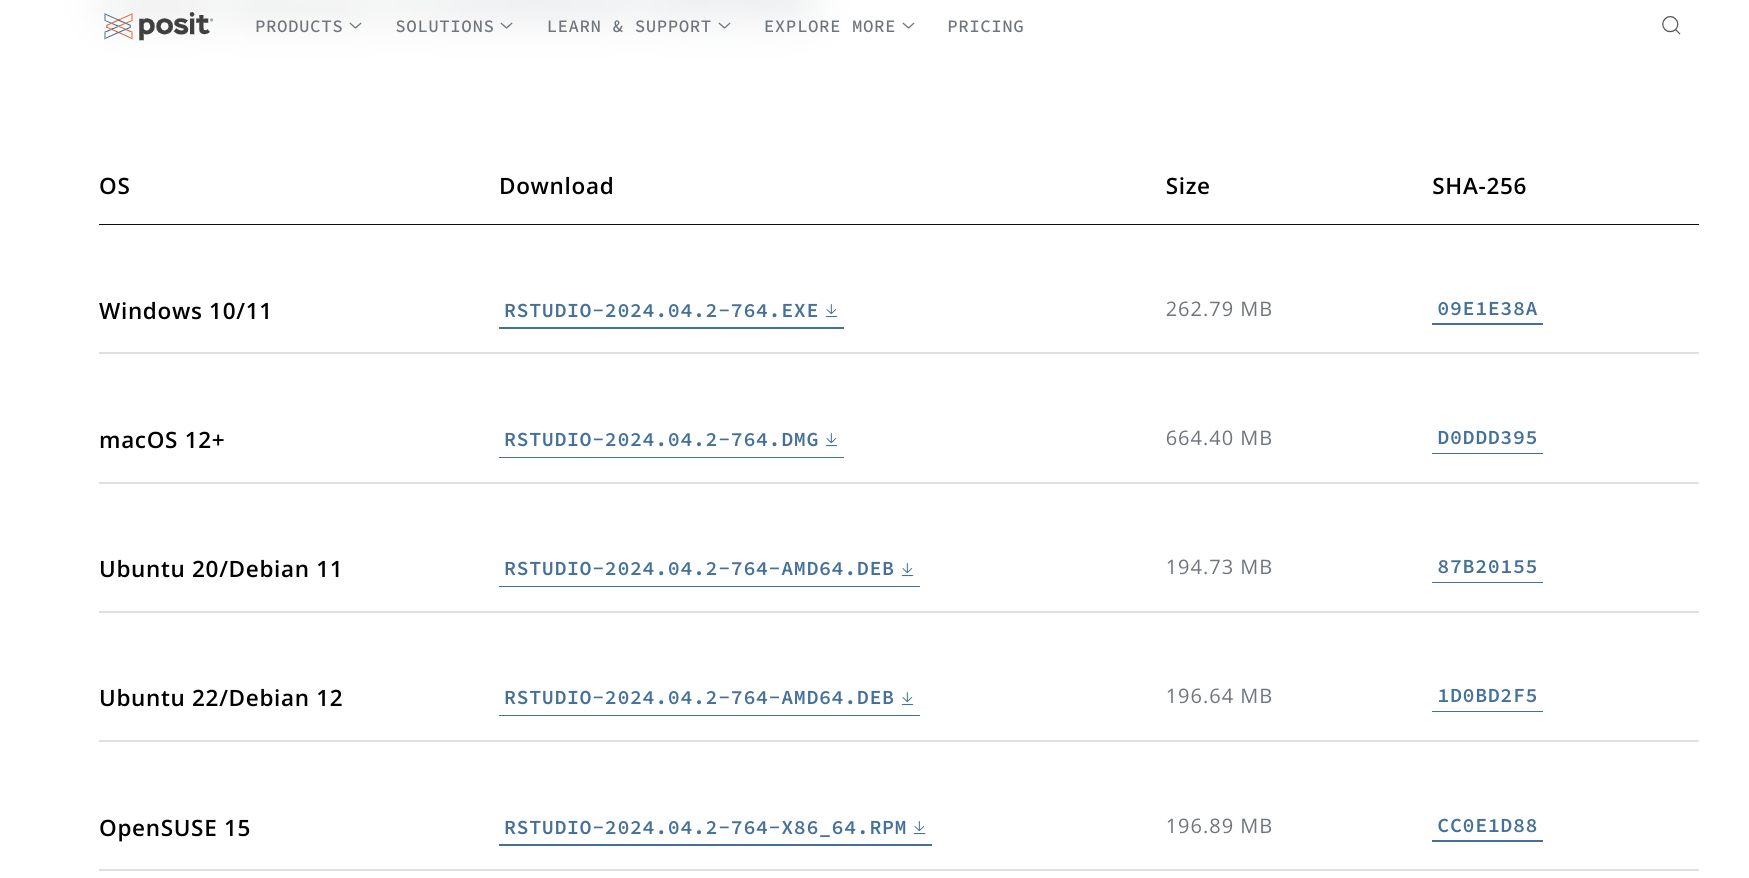 posit PRODUCTS SOLUTIONS LEARN & SUPPORT EXPLORE MORE PRICING
OS Download Size SHA-256
Windows 10/11 RSTUDIO-2024.04.2-764.EXE 262.79 MB 09E1E38A
macOS 12+ RSTUDIO-2024.04.2-764.DMG 664.40 MB D0DDD395
Ubuntu 20/Debian 11 RSTUDIO-2024.04.2-764-AMD64.DEB 194.73 MB 87B20155
Ubuntu 22/Debian 12 RSTUDIO-2024.04.2-764-AMD64.DEB 196.64 MB 1D0BD2F5
OpenSUSE 15 RSTUDIO-2024.04.2-764-X86_64.RPM 196.89 MB CC0E1D88